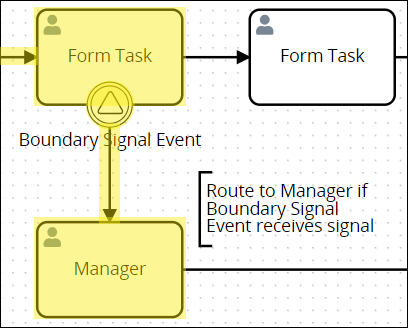 Form Task
Form Task
Boundary Signal Event
Route to Manager if
Boundary Signal
Event receives signal
Manager